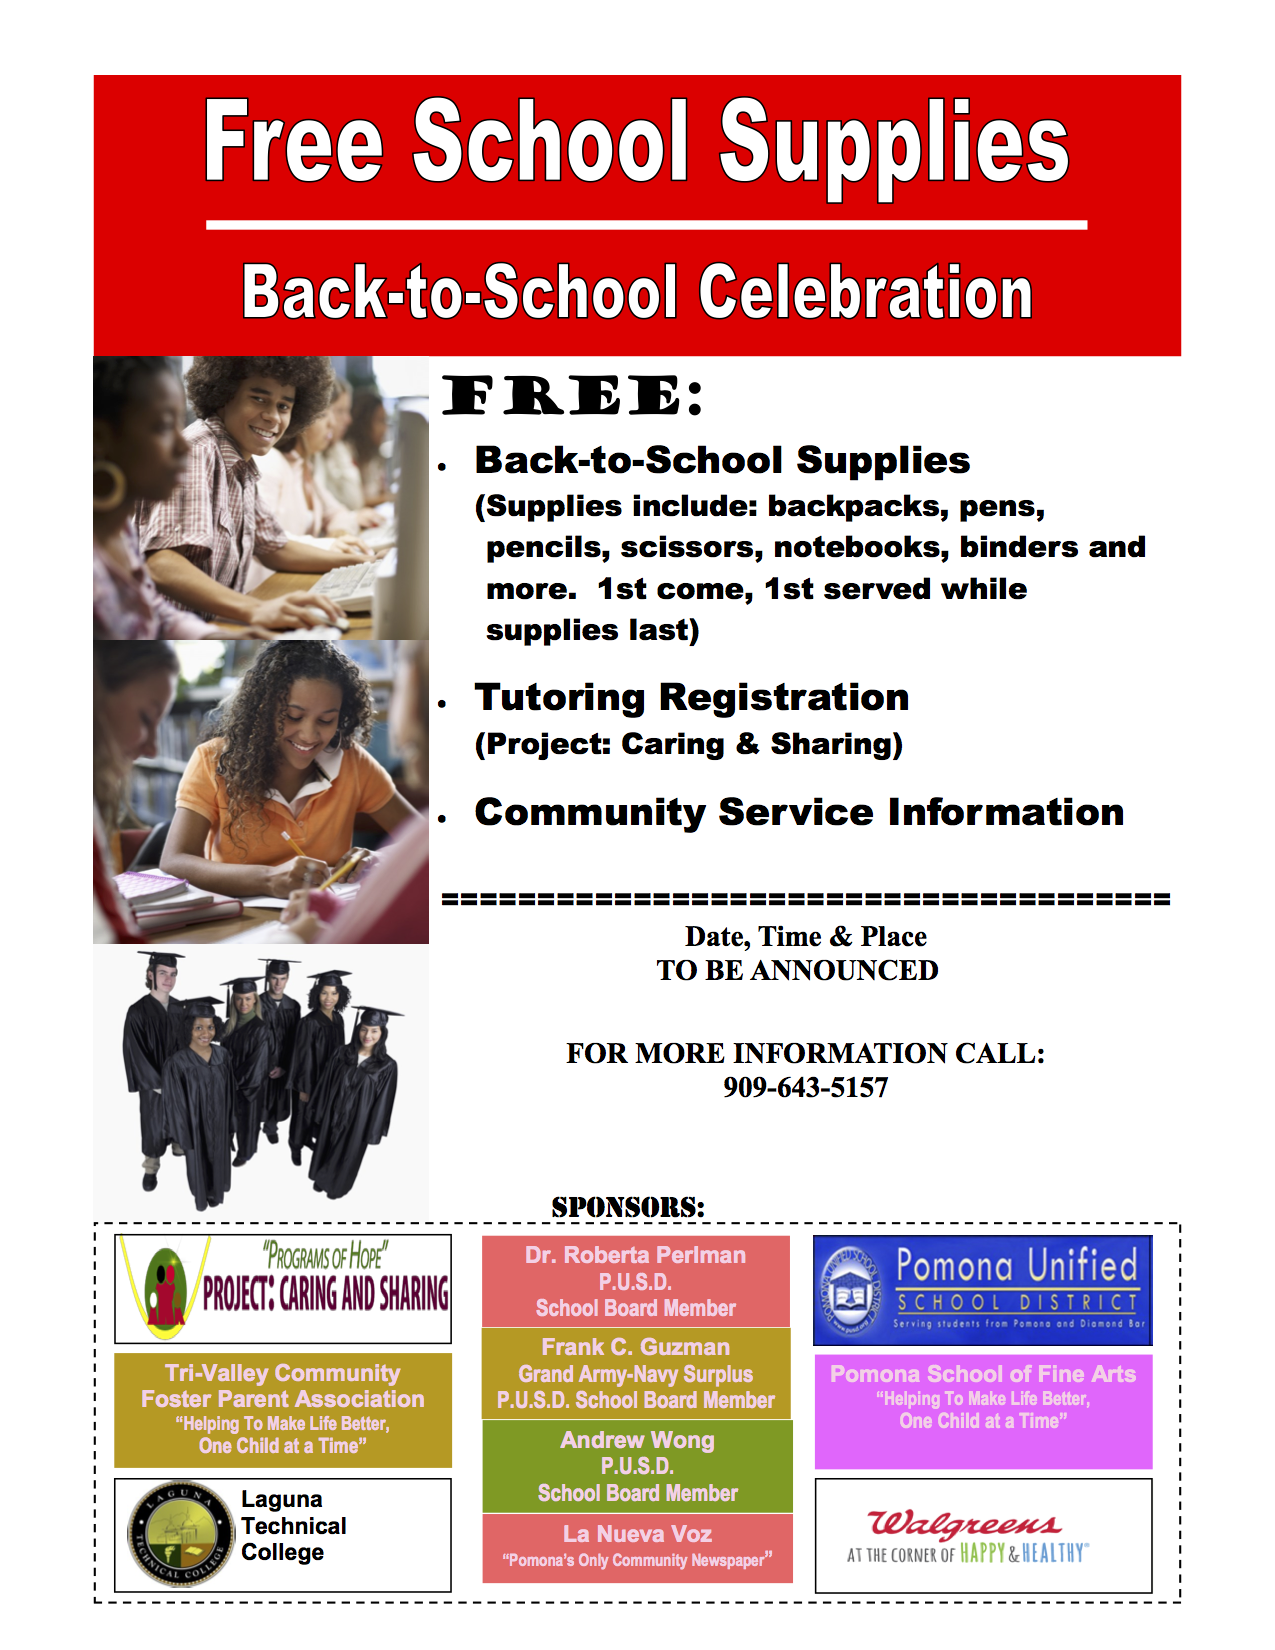 Free School Supplies
Back-to-School Celebration
FREE:
• Back-to-School Supplies
(Supplies include: backpacks, pens,
pencils, scissors, notebooks, binders and
more. 1st come, 1st served while
supplies last)
• Tutoring Registration
(Project: Caring & Sharing)
• Community Service Information
======================================
Date, Time & Place
TO BE ANNOUNCED
FOR MORE INFORMATION CALL:
909-643-5157
SPONSORS:
"PROGRAMS OF HOPE"
PROJECT: CARING AND SHARING
Tri-Valley Community
Foster Parent Association
“Helping To Make Life Better,
One Child at a Time”
LAGUNA
TECHNICAL COLLEGE
Laguna
Technical
College
Dr. Roberta Perlman
P.U.S.D.
School Board Member
Frank C. Guzman
Grand Army-Navy Surplus
P.U.S.D. School Board Member
Andrew Wong
P.U.S.D.
School Board Member
La Nueva Voz
“Pomona’s Only Community Newspaper”
POMONA UNIFIED SCHOOL DISTRICT
Pomona Unified
SCHOOL DISTRICT
Serving students from Pomona and Diamond Bar
Pomona School of Fine Arts
“Helping To Make Life Better,
One Child at a Time”
Walgreens
AT THE CORNER OF HAPPY & HEALTHY®